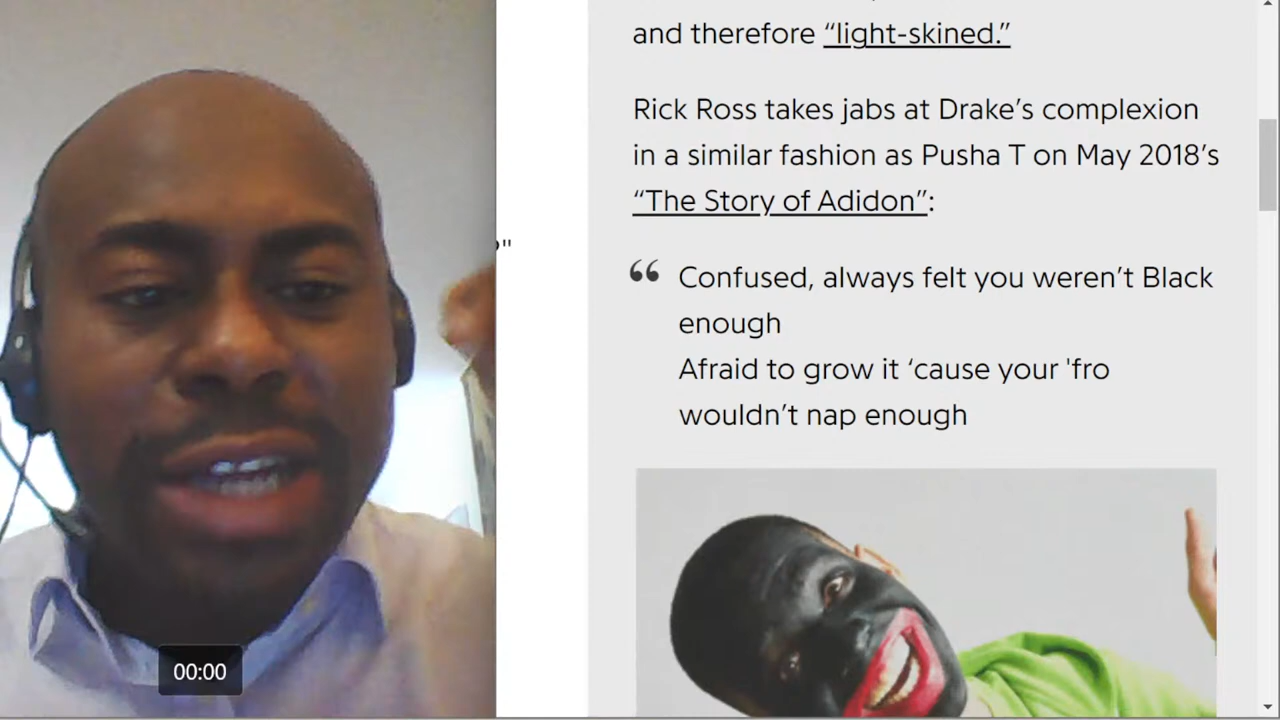 and therefore “light-skined.”
Rick Ross takes jabs at Drake’s complexion
in a similar fashion as Pusha T on May 2018’s
“The Story of Adidon”:
“ Confused, always felt you weren’t Black
enough
Afraid to grow it ‘cause your 'fro
wouldn’t nap enough
00:00